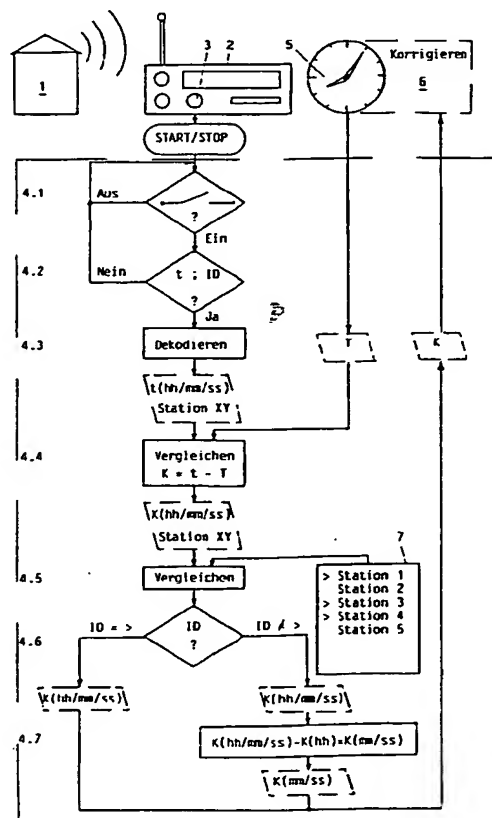 3 2
5
Korrigieren
1
6
START/STOP
4.1
Aus
?
Ein
4.2
Nein
t ; ID
?
Ja
4.3
Dekodieren
T
K
t(hh/mm/ss)
Station XY
4.4
Vergleichen
K = t - T
K(hh/mm/ss)
Station XY
7
4.5
Vergleichen
> Station 1
Station 2
> Station 3
> Station 4
Station 5
4.6
ID = >
ID
?
ID ≠ >
K(hh/mm/ss)
K(hh/mm/ss)
4.7
K(hh/mm/ss)-K(hh)=K(mm/ss)
K(mm/ss)